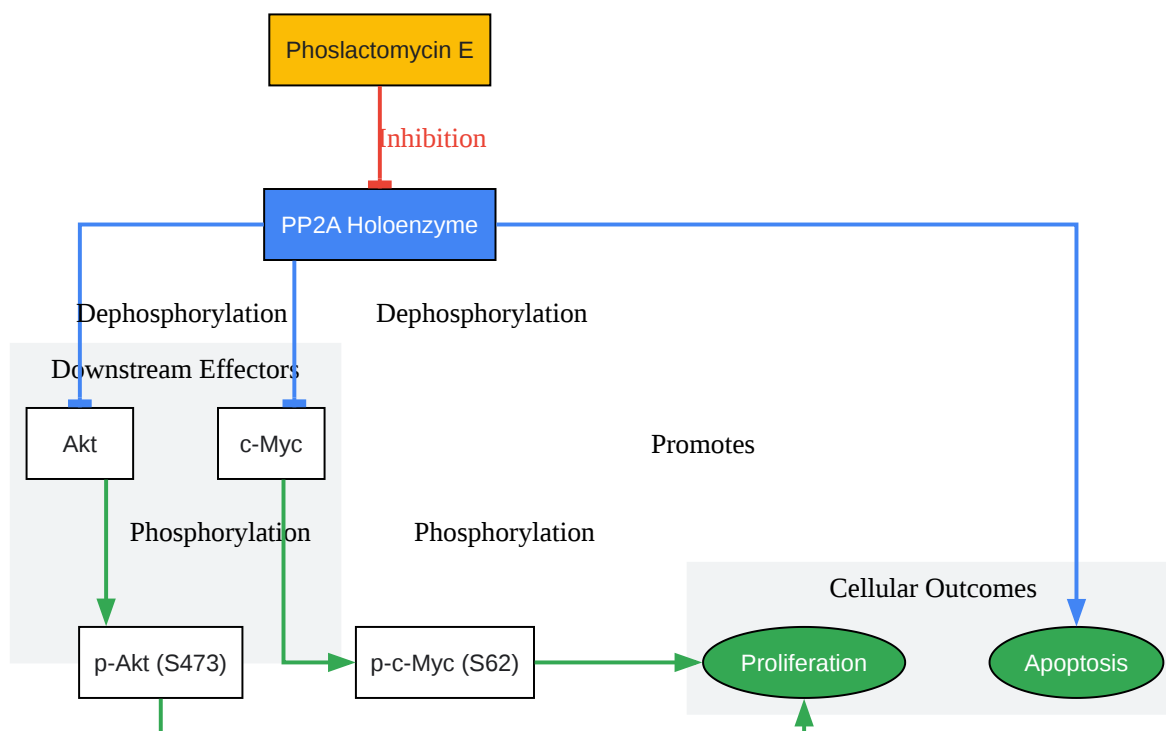 Phoslactomycin E
Inhibition
PP2A Holoenzyme
Dephosphorylation
Dephosphorylation
Downstream Effectors
Akt
c-Myc
Promotes
Phosphorylation
Phosphorylation
Cellular Outcomes
p-Akt (S473)
p-c-Myc (S62)
Proliferation
Apoptosis